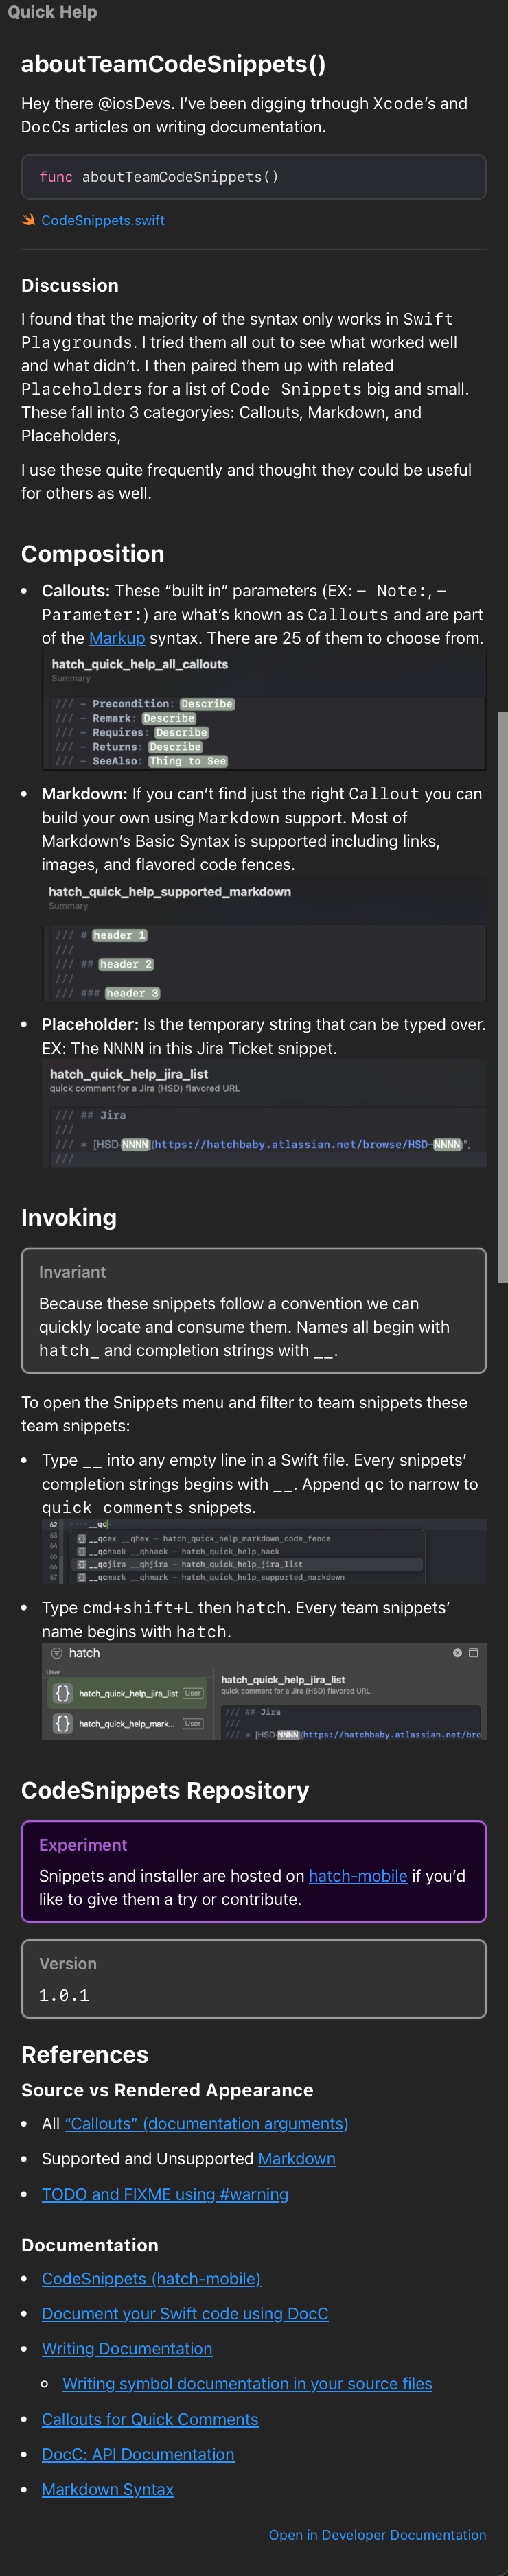 Quick Help
aboutTeamCodeSnippets()
Hey there @iosDevs. I’ve been digging trhough Xcode’s and
DocCs articles on writing documentation.
func aboutTeamCodeSnippets()
CodeSnippets.swift
Discussion
I found that the majority of the syntax only works in Swift
Playgrounds. I tried them all out to see what worked well
and what didn’t. I then paired them up with related
Placeholders for a list of Code Snippets big and small.
These fall into 3 categoryies: Callouts, Markdown, and
Placeholders,
I use these quite frequently and thought they could be useful
for others as well.
Composition
• Callouts: These “built in” parameters (EX: – Note:, –
Parameter:) are what’s known as Callouts and are part
of the Markup syntax. There are 25 of them to choose from.
hatch_quick_help_all_callouts
Summary
/// - Precondition: Describe
/// - Remark: Describe
/// - Requires: Describe
/// - Returns: Describe
/// - SeeAlso: Thing to See
• Markdown: If you can’t find just the right Callout you can
build your own using Markdown support. Most of
Markdown’s Basic Syntax is supported including links,
images, and flavored code fences.
hatch_quick_help_supported_markdown
Summary
/// # header 1
///
/// ## header 2
///
/// ### header 3
• Placeholder: Is the temporary string that can be typed over.
EX: The NNNN in this Jira Ticket snippet.
hatch_quick_help_jira_list
quick comment for a Jira (HSD) flavored URL
/// ## Jira
///
/// * [HSD-NNNN](https://hatchbaby.atlassian.net/browse/HSD-NNNN)",
///
Invoking
Invariant
Because these snippets follow a convention we can
quickly locate and consume them. Names all begin with
hatch_ and completion strings with __.
To open the Snippets menu and filter to team snippets these
team snippets:
• Type __ into any empty line in a Swift file. Every snippets’
completion strings begins with __. Append qc to narrow to
quick comments snippets.
62 __qc
63 {} __qcex __qhex – hatch_quick_help_markdown_code_fence
64 {} __qchack __qhhack – hatch_quick_help_hack
65
66 {} __qcjira __qhjira – hatch_quick_help_jira_list
67 {} __qcmark __qhmark – hatch_quick_help_supported_markdown
• Type cmd+shift+L then hatch. Every team snippets’
name begins with hatch.
hatch
User
{} hatch_quick_help_jira_list User
{} hatch_quick_help_mark... User
hatch_quick_help_jira_list
quick comment for a Jira (HSD) flavored URL
/// ## Jira
///
/// * [HSD-NNNN](https://hatchbaby.atlassian.net/bro
CodeSnippets Repository
Experiment
Snippets and installer are hosted on hatch-mobile if you’d
like to give them a try or contribute.
Version
1.0.1
References
Source vs Rendered Appearance
• All “Callouts” (documentation arguments)
• Supported and Unsupported Markdown
• TODO and FIXME using #warning
Documentation
• CodeSnippets (hatch-mobile)
• Document your Swift code using DocC
• Writing Documentation
◦ Writing symbol documentation in your source files
• Callouts for Quick Comments
• DocC: API Documentation
• Markdown Syntax
Open in Developer Documentation